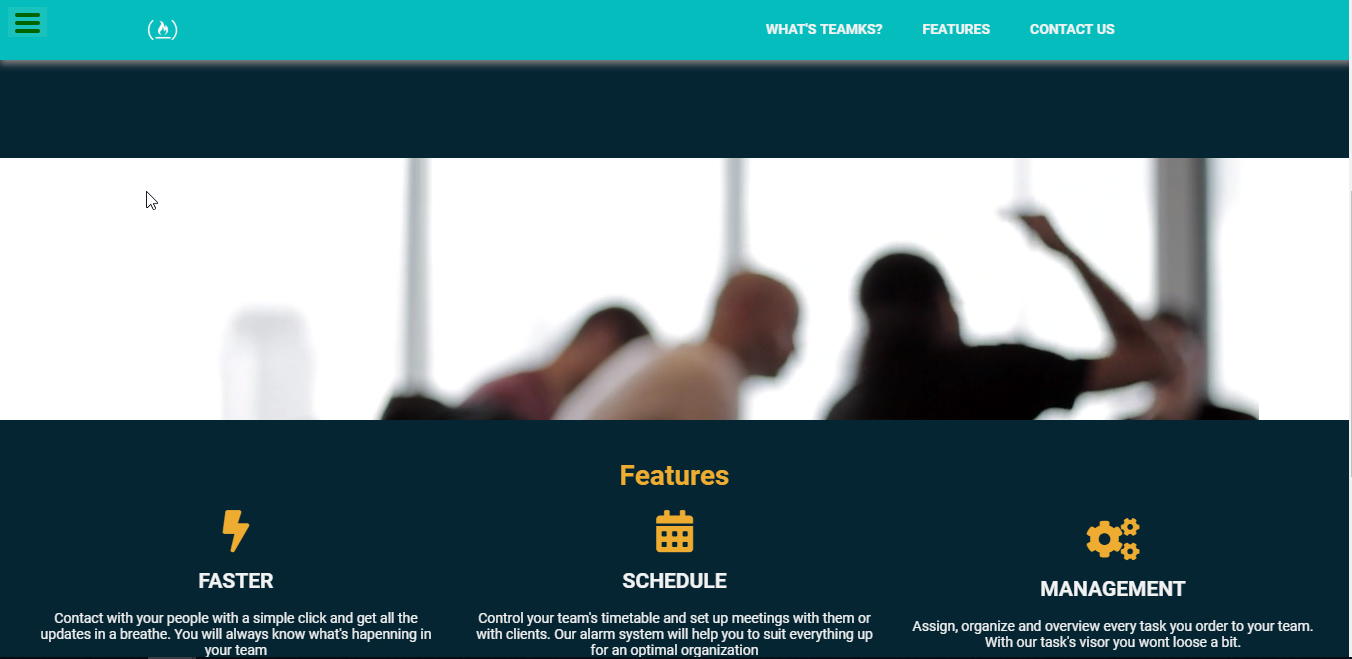 WHAT'S TEAMKS? FEATURES CONTACT US
Features
FASTER
Contact with your people with a simple click and get all the
updates in a breathe. You will always know what's hapenning in
your team
SCHEDULE
Control your team's timetable and set up meetings with them or
with clients. Our alarm system will help you to suit everything up
for an optimal organization
MANAGEMENT
Assign, organize and overview every task you order to your team.
With our task's visor you wont loose a bit.